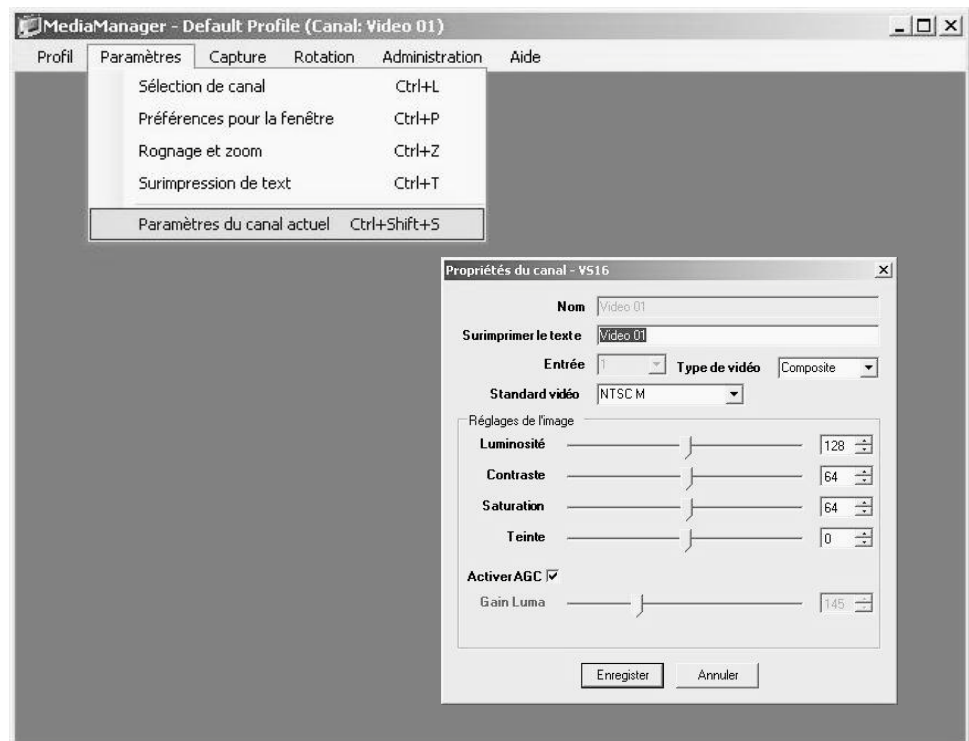 MediaManager - Default Profile (Canal: Video 01)
Profil Paramètres Capture Rotation Administration Aide
Sélection de canal Ctrl+L
Préférences pour la fenêtre Ctrl+P
Rognage et zoom Ctrl+Z
Surimpression de text Ctrl+T
Paramètres du canal actuel Ctrl+Shift+S
Propriétés du canal - VS16
Nom Video 01
Surimprimer le texte Video 01
Entrée 1 Type de vidéo Composite
Standard vidéo NTSC M
Réglages de l'image
Luminosité 128
Contraste 64
Saturation 64
Teinte 0
Activer AGC
Gain Luma 145
Enregister Annuler